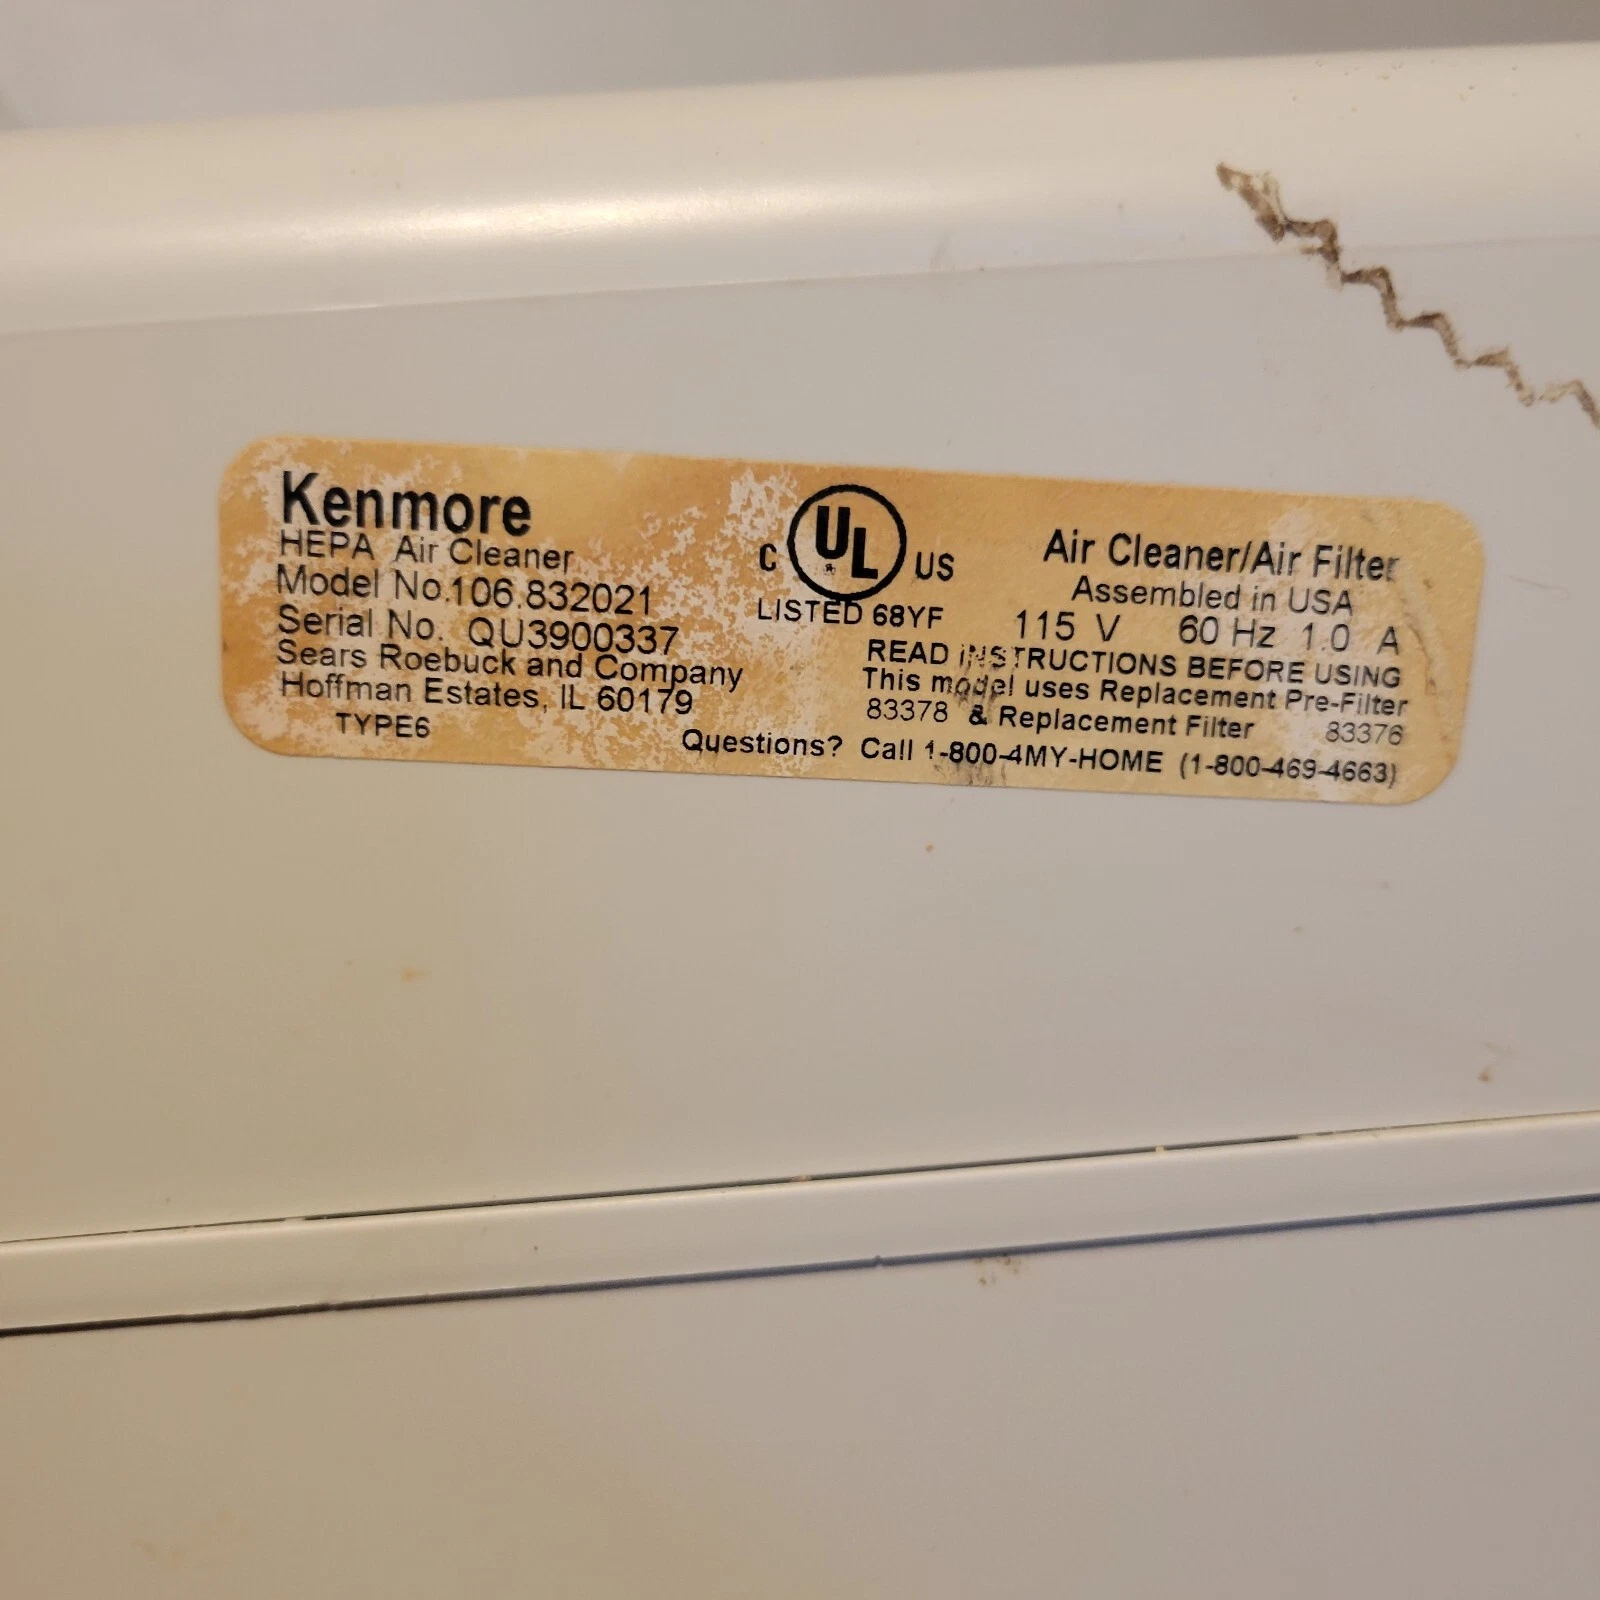 Kenmore
HEPA Air Cleaner
Model No.106.832021
Serial No. QU3900337
Sears Roebuck and Company
Hoffman Estates, IL 60179
TYPE6
C UL US
LISTED 68YF
Air Cleaner/Air Filter
Assembled in USA
115 V 60 Hz 1.0 A
READ INSTRUCTIONS BEFORE USING
This model uses Replacement Pre-Filter
83378 & Replacement Filter 83376
Questions? Call 1-800-4MY-HOME (1-800-469-4663)